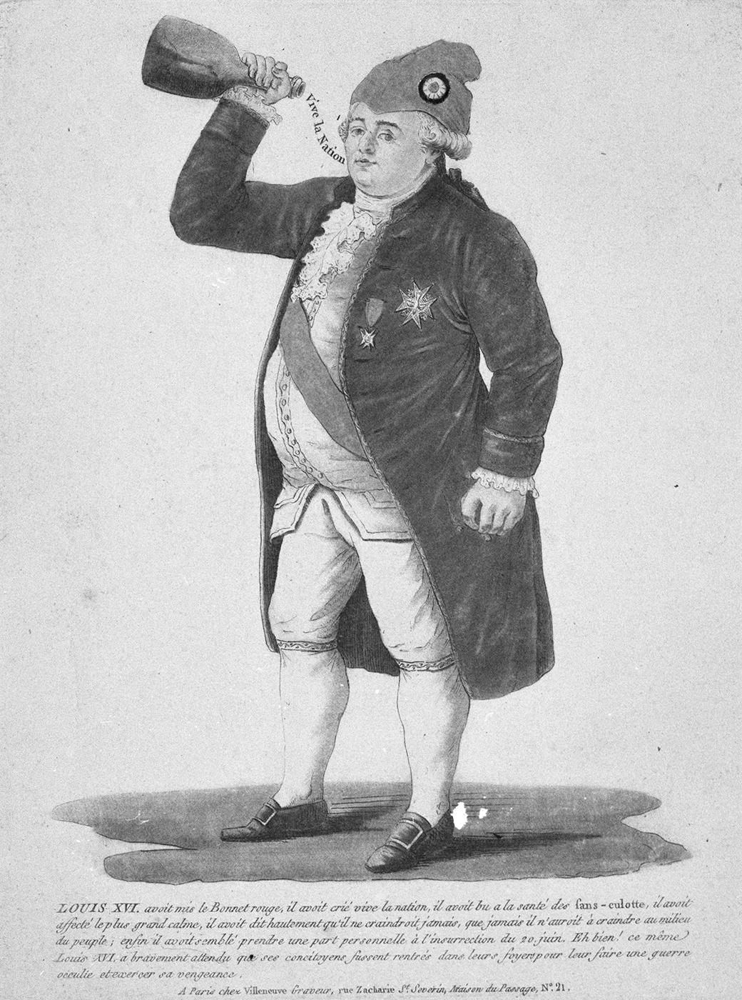 Vive la Nation
LOUIS XVI. avoit mis le Bonnet rouge, il avoit crié vive la nation, il avoit bu a la santé des sans-culotte, il avoit
affecté le plus grand calme, il avoit dit hautement qu'il ne craindroit jamais, que jamais il n'auroit à craindre au milieu
du peuple; enfin il avoit semblé prendre une part personnelle à l'insurrection du 20. juin. Eh bien! ce même
Louis XVI. a bravement attendu que ses concitoyens fussent rentrés dans leurs foyers pour leur faire une guerre
occulte et exercer sa vengeance.
A Paris chez Villeneuve Graveur, rue Zacharie St. Severin, Maison du Passage, No. 21.